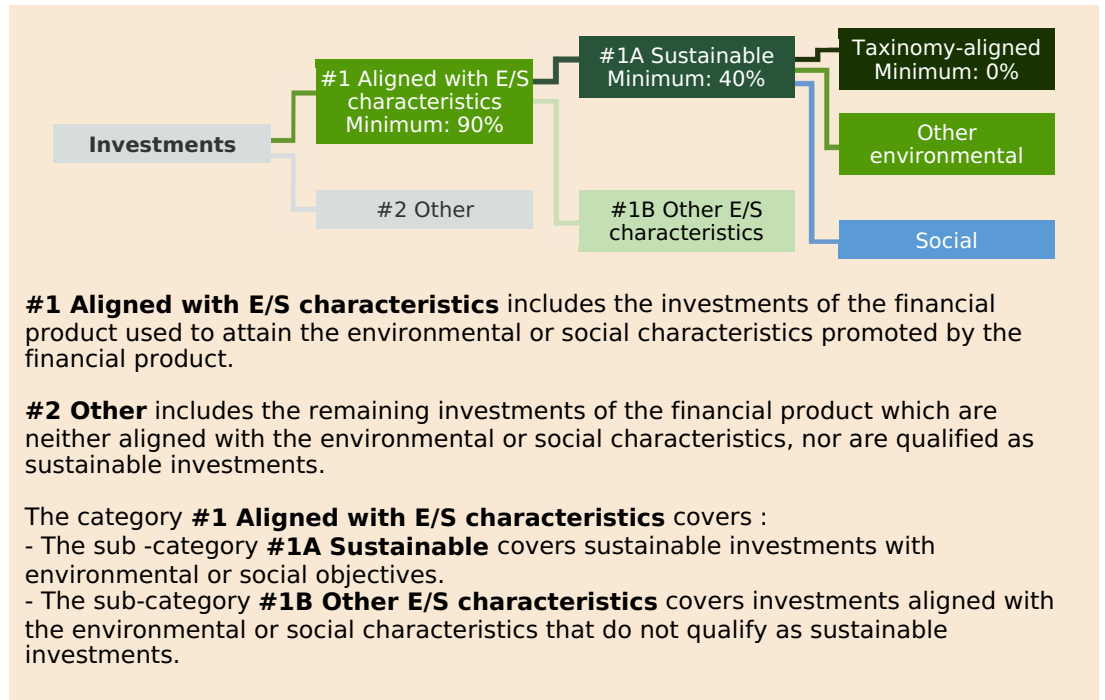 Investments
#1 Aligned with E/S
characteristics
Minimum: 90%
#2 Other
#1A Sustainable
Minimum: 40%
#1B Other E/S
characteristics
Taxinomy-aligned
Minimum: 0%
Other
environmental
Social
#1 Aligned with E/S characteristics includes the investments of the financial
product used to attain the environmental or social characteristics promoted by the
financial product.
#2 Other includes the remaining investments of the financial product which are
neither aligned with the environmental or social characteristics, nor are qualified as
sustainable investments.
The category #1 Aligned with E/S characteristics covers :
- The sub -category #1A Sustainable covers sustainable investments with
environmental or social objectives.
- The sub-category #1B Other E/S characteristics covers investments aligned with
the environmental or social characteristics that do not qualify as sustainable
investments.